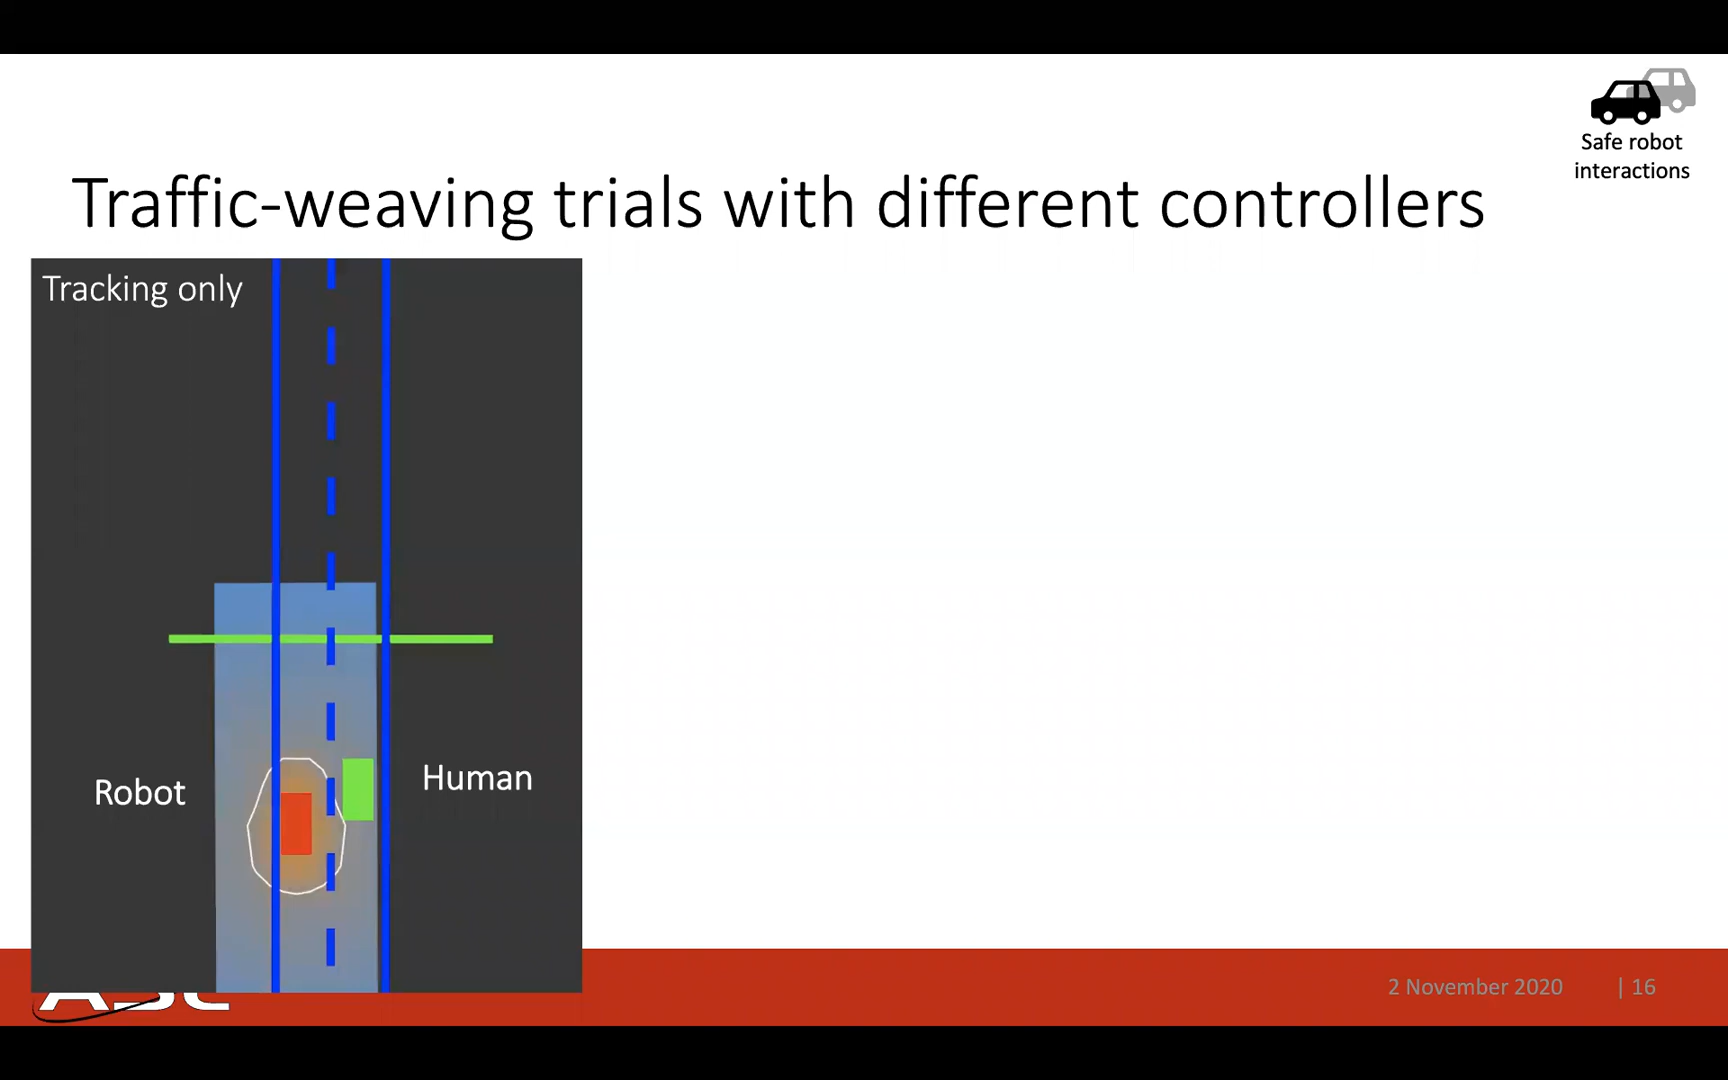 Safe robot
interactions
Traffic-weaving trials with different controllers
Tracking only
Robot
Human
2 November 2020
| 16